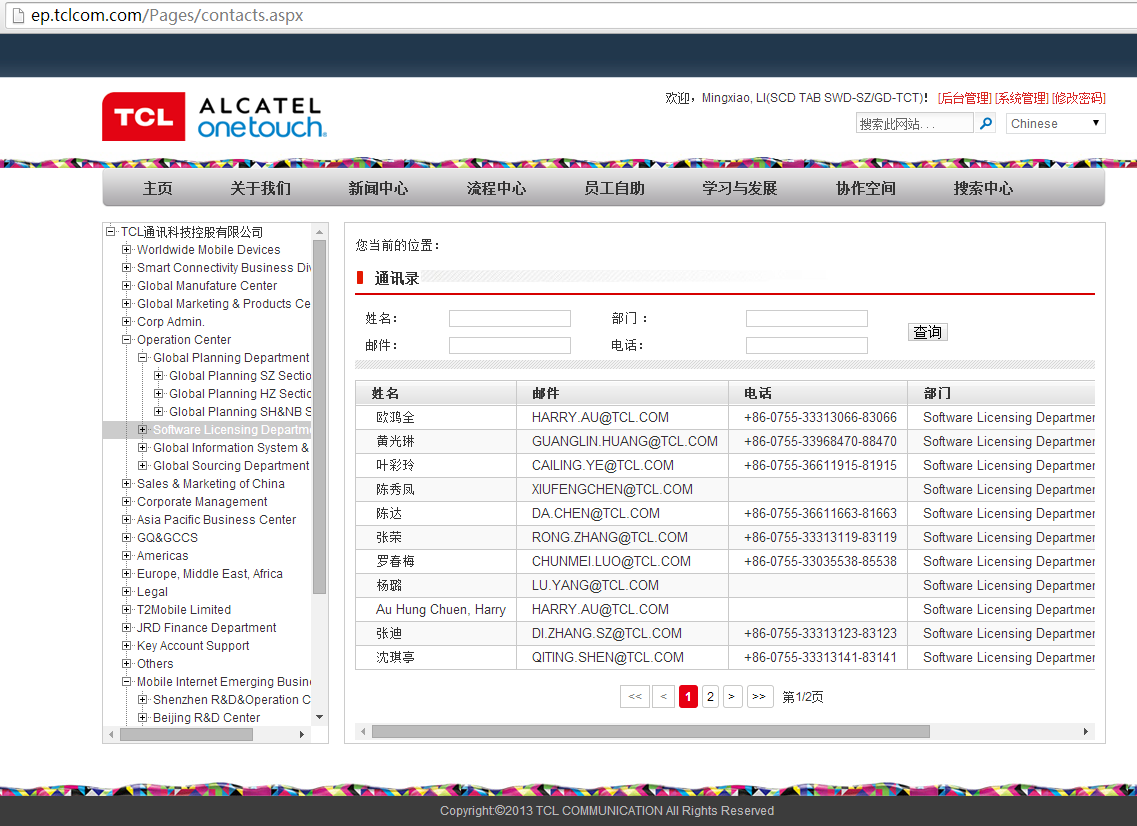 ep.tclcom.com/Pages/contacts.aspx
TCL ALCATEL onetouch.
欢迎，Mingxiao, LI(SCD TAB SWD-SZ/GD-TCT)! [后台管理] [系统管理] [修改密码]
搜索此网站. . . Chinese
主页 关于我们 新闻中心 流程中心 员工自助 学习与发展 协作空间 搜索中心
TCL通讯科技控股有限公司
Worldwide Mobile Devices
Smart Connectivity Business Div
Global Manufature Center
Global Marketing & Products Ce
Corp Admin.
Operation Center
Global Planning Department
Global Planning SZ Sectio
Global Planning HZ Sectio
Global Planning SH&NB S
Software Licensing Departm
Global Information System &
Global Sourcing Department
Sales & Marketing of China
Corporate Management
Asia Pacific Business Center
GQ&GCCS
Americas
Europe, Middle East, Africa
Legal
T2Mobile Limited
JRD Finance Department
Key Account Support
Others
Mobile Internet Emerging Busin
Shenzhen R&D&Operation C
Beijing R&D Center
您当前的位置：
通讯录
姓名： 部门 ：
邮件： 电话：
查询
姓名 邮件 电话 部门
欧鸿全 HARRY.AU@TCL.COM +86-0755-33313066-83066 Software Licensing Departmer
黄光琳 GUANGLIN.HUANG@TCL.COM +86-0755-33968470-88470 Software Licensing Departmer
叶彩玲 CAILING.YE@TCL.COM +86-0755-36611915-81915 Software Licensing Departmer
陈秀凤 XIUFENGCHEN@TCL.COM Software Licensing Departmer
陈达 DA.CHEN@TCL.COM +86-0755-36611663-81663 Software Licensing Departmer
张荣 RONG.ZHANG@TCL.COM +86-0755-33313119-83119 Software Licensing Departmer
罗春梅 CHUNMEI.LUO@TCL.COM +86-0755-33035538-85538 Software Licensing Departmer
杨璐 LU.YANG@TCL.COM Software Licensing Departmer
Au Hung Chuen, Harry HARRY.AU@TCL.COM Software Licensing Departmer
张迪 DI.ZHANG.SZ@TCL.COM +86-0755-33313123-83123 Software Licensing Departmer
沈琪亭 QITING.SHEN@TCL.COM +86-0755-33313141-83141 Software Licensing Departmer
<< < 1 2 > >> 第1/2页
Copyright:©2013 TCL COMMUNICATION All Rights Reserved